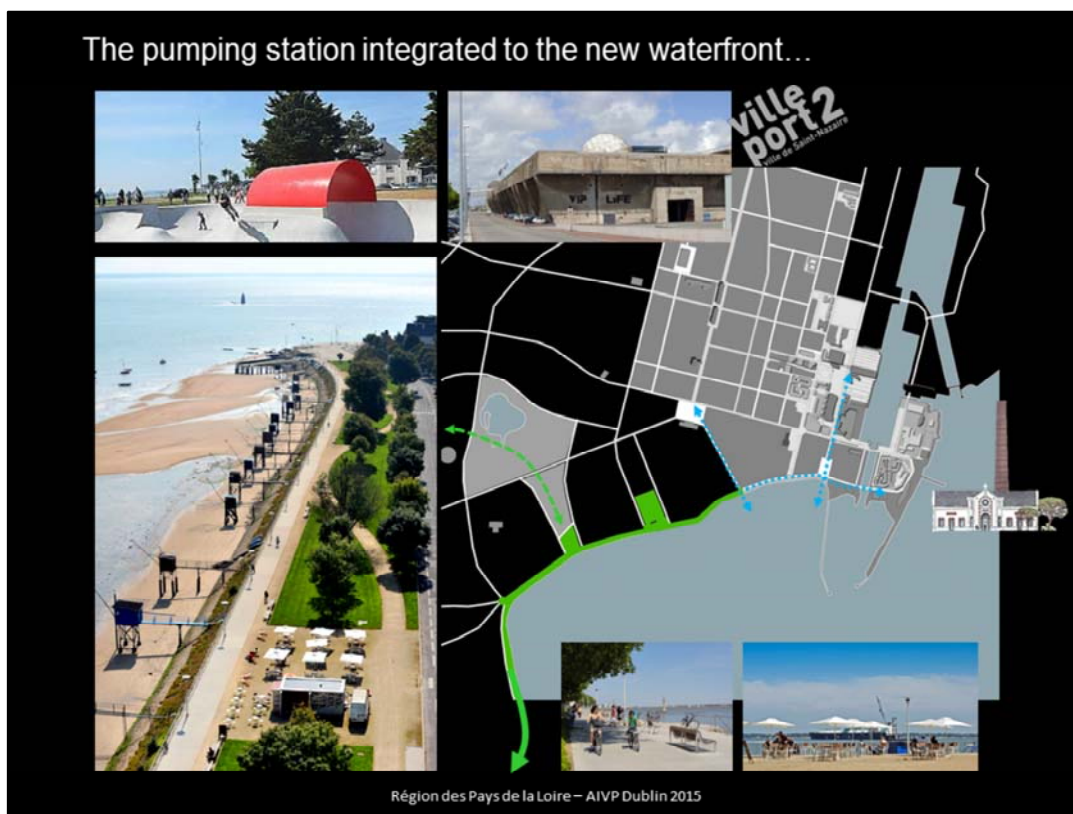 The pumping station integrated to the new waterfront…
ville
port 2
ville de Saint-Nazaire
VIP LIFE
Région des Pays de la Loire – AIVP Dublin 2015